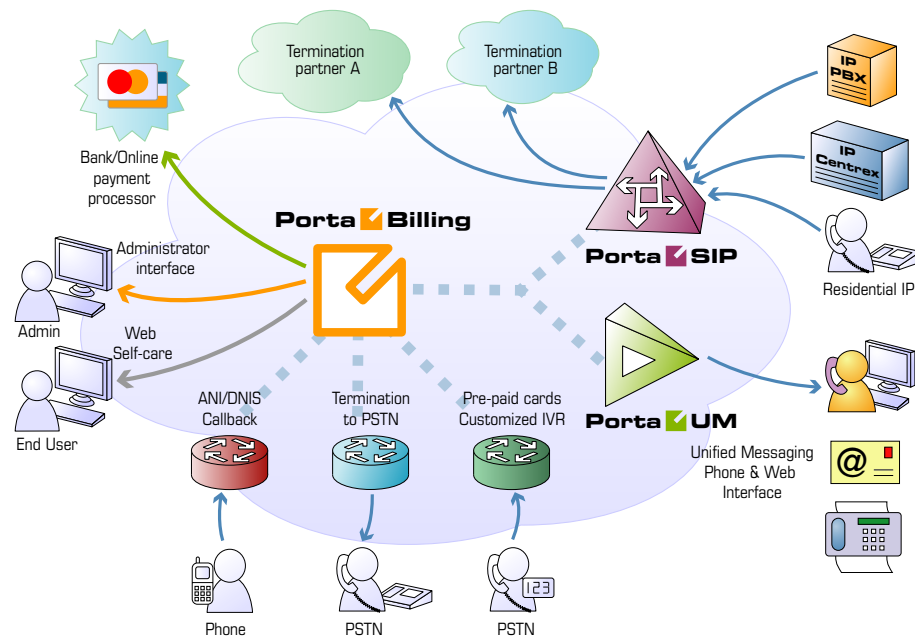 Termination
partner A
Termination
partner B
IP
PBX
IP
Centrex
Residential IP
Bank/Online
payment
processor
Porta Billing
Porta SIP
Administrator
interface
Admin
Web
Self-care
End User
ANI/DNIS
Callback
Termination
to PSTN
Pre-paid cards
Customized IVR
Porta UM
Unified Messaging
Phone & Web
Interface
@
123
Phone
PSTN
PSTN